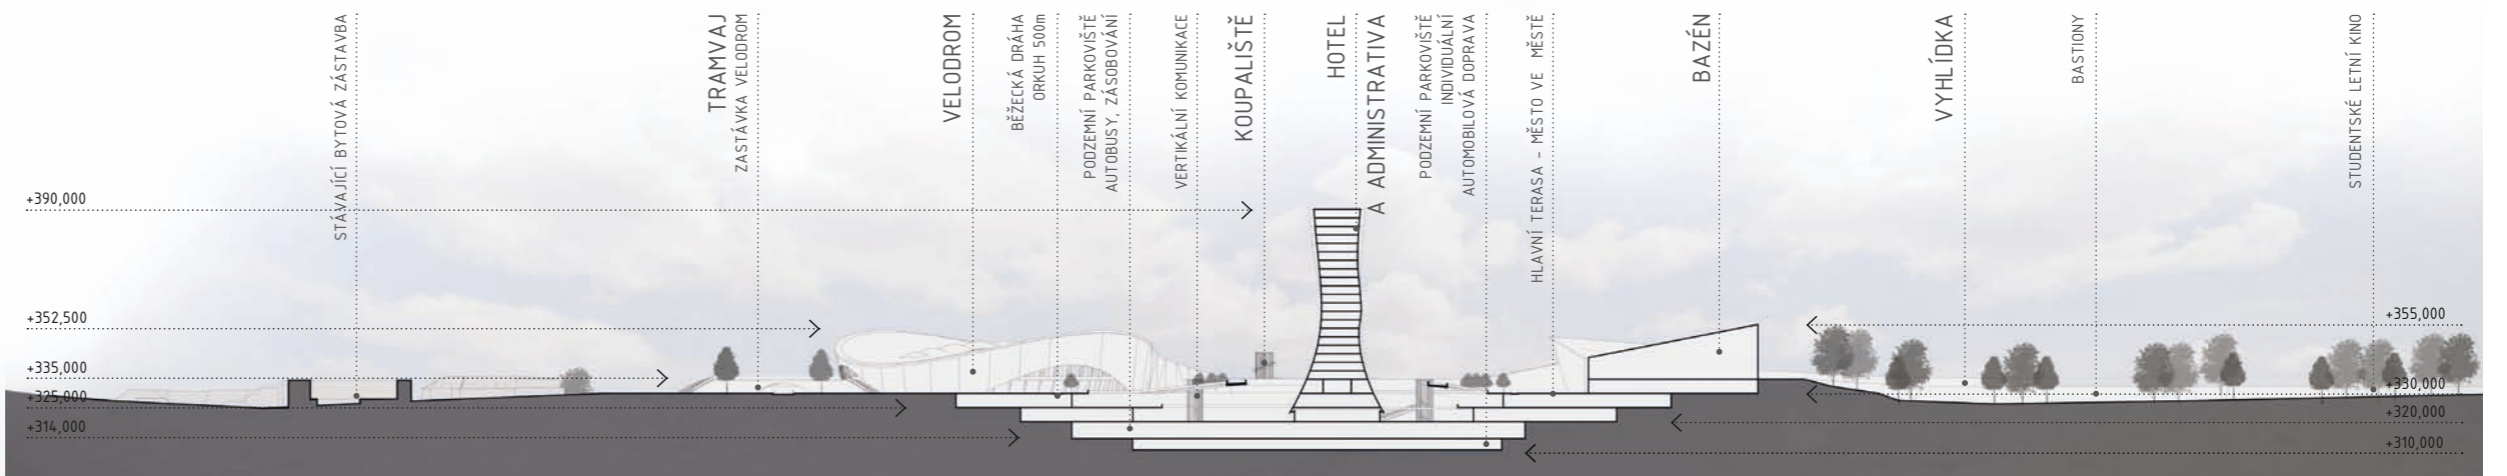 STÁVAJÍCÍ BYTOVÁ ZÁSTAVBA
TRAMVAJ
ZASTÁVKA VELODROM
VELODROM
BĚŽECKÁ DRÁHA
ORKUH 500m
PODZEMNÍ PARKOVIŠTĚ
AUTOBUSY, ZÁSOBOVÁNÍ
VERTIKÁLNÍ KOMUNIKACE
KOUPALIŠTĚ
HOTEL
A ADMINISTRATIVA
PODZEMNÍ PARKOVIŠTĚ
INDIVIDUÁLNÍ
AUTOMOBILOVÁ DOPRAVA
HLAVNÍ TERASA - MĚSTO VE MĚSTĚ
BAZÉN
VYHLÍDKA
BASTIONY
STUDENTSKÉ LETNÍ KINO
+390,000
+352,500
+335,000
+325,000
+314,000
+355,000
+330,000
+320,000
+310,000